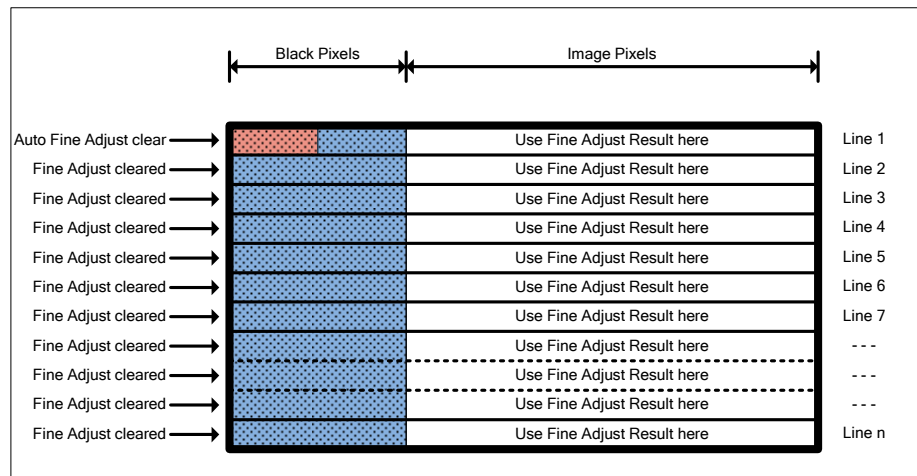 Black Pixels Image Pixels
Auto Fine Adjust clear Use Fine Adjust Result here Line 1
Fine Adjust cleared Use Fine Adjust Result here Line 2
Fine Adjust cleared Use Fine Adjust Result here Line 3
Fine Adjust cleared Use Fine Adjust Result here Line 4
Fine Adjust cleared Use Fine Adjust Result here Line 5
Fine Adjust cleared Use Fine Adjust Result here Line 6
Fine Adjust cleared Use Fine Adjust Result here Line 7
Fine Adjust cleared Use Fine Adjust Result here - - -
Fine Adjust cleared Use Fine Adjust Result here - - -
Fine Adjust cleared Use Fine Adjust Result here - - -
Fine Adjust cleared Use Fine Adjust Result here Line n